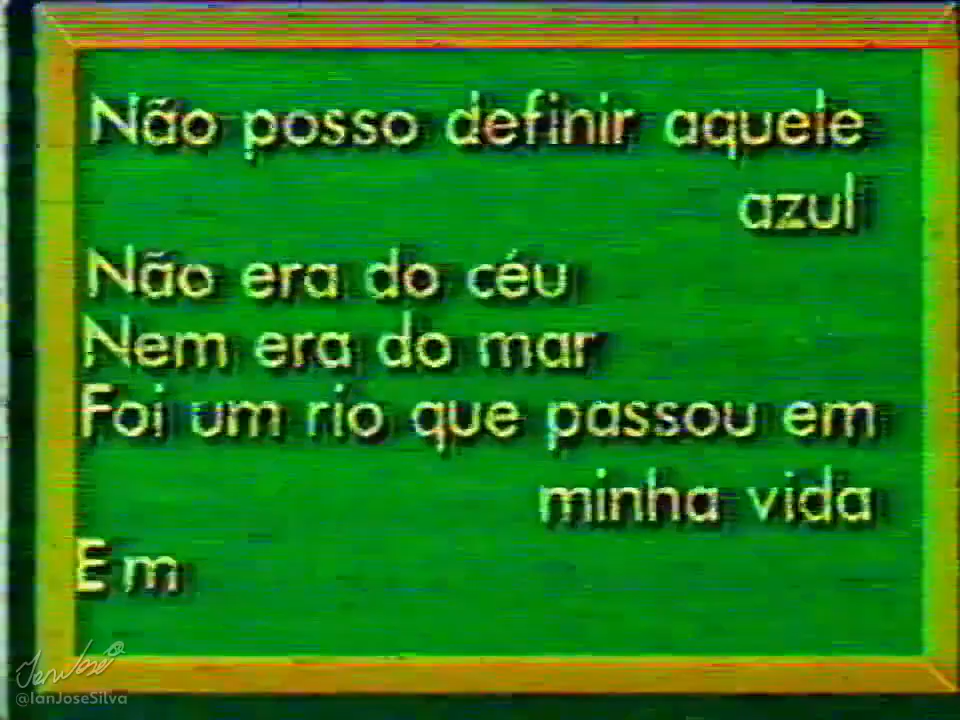 Não posso definir aquele
azul
Não era do céu
Nem era do mar
Foi um rio que passou em
minha vida
E m
@IanJoseSilva